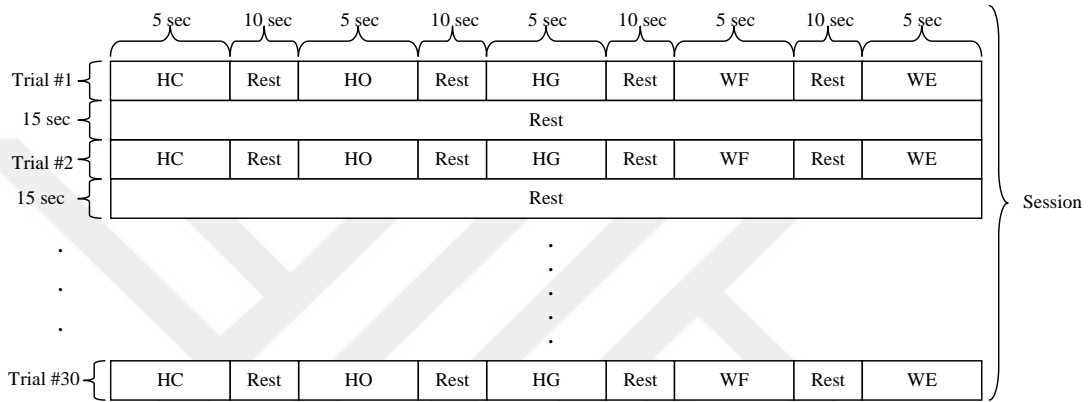 5 sec 10 sec 5 sec 10 sec 5 sec 10 sec 5 sec 10 sec 5 sec
Trial #1 HC Rest HO Rest HG Rest WF Rest WE
15 sec Rest
Trial #2 HC Rest HO Rest HG Rest WF Rest WE
15 sec Rest
Session
Trial #30 HC Rest HO Rest HG Rest WF Rest WE